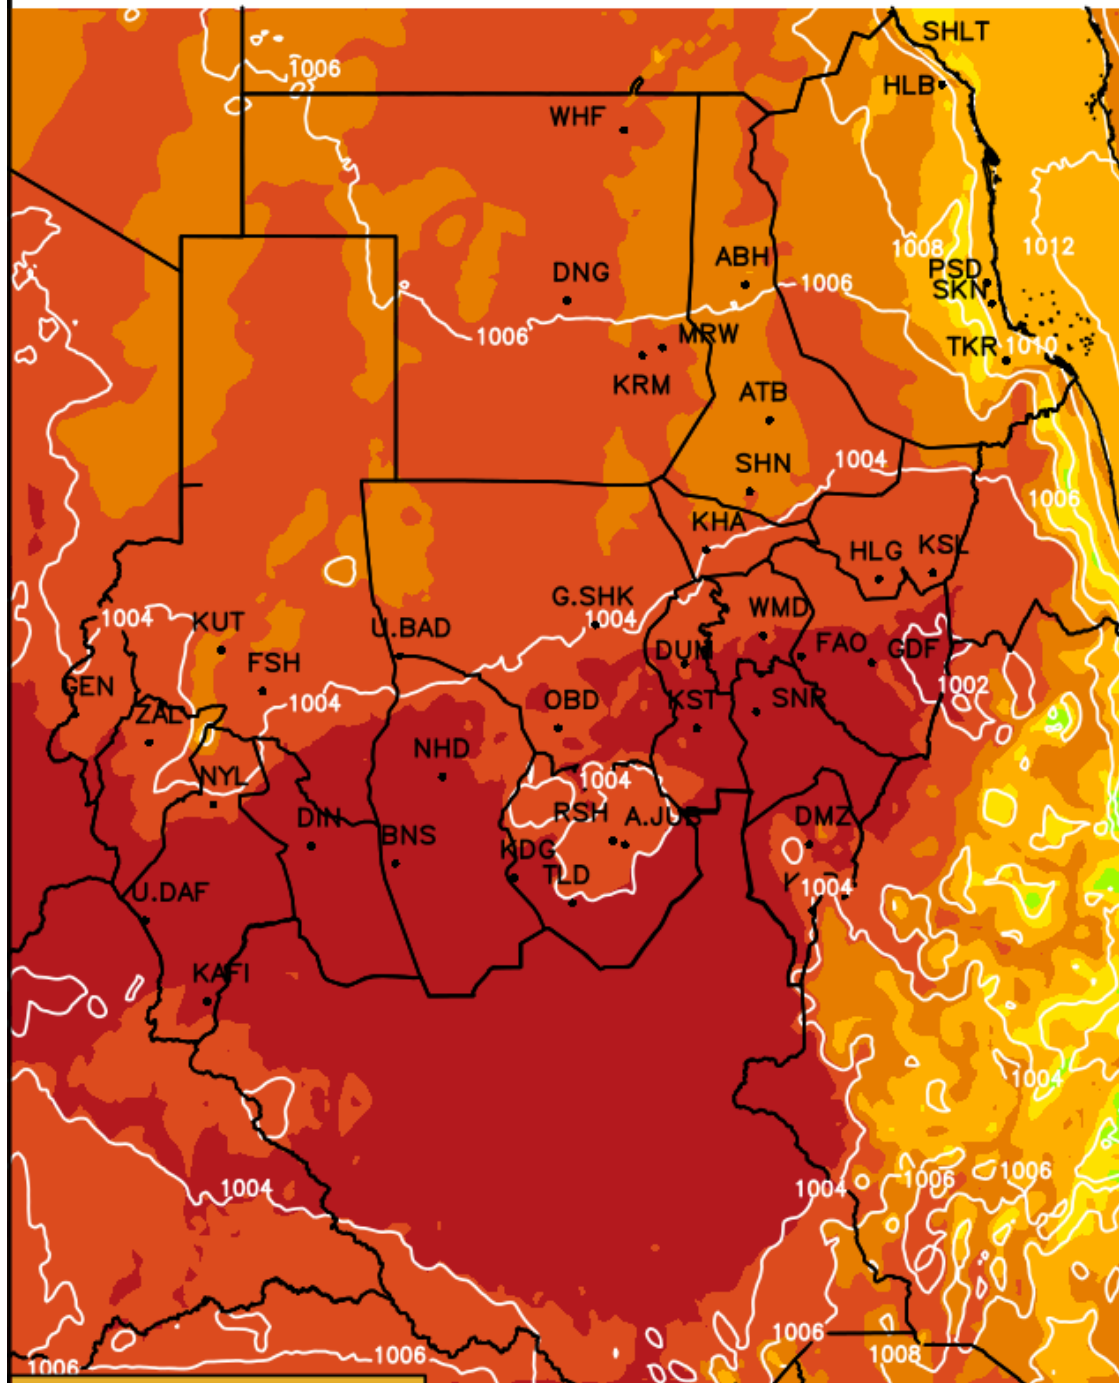 SHLT
1006
HLB
WHF
1008
1012
ABH
DNG
PSD
1006
SKN
1006
MRW
TKR
1010
KRM
ATB
SHN
1004
1006
KHA
HLG
KSL
G.SHK
1004
WMD
1004
KUT
U.BAD
FSH
DUM
FAO
GDF
GEN
1002
1004
OBD
KST
SNR
ZAL
NHD
NYL
1004
DIN
RSH
A.JUB
DMZ
BNS
KDG
TLD
1004
U.DAF
KAFI
1004
1004
1004
1006
1006
1006
1008
1006
1006